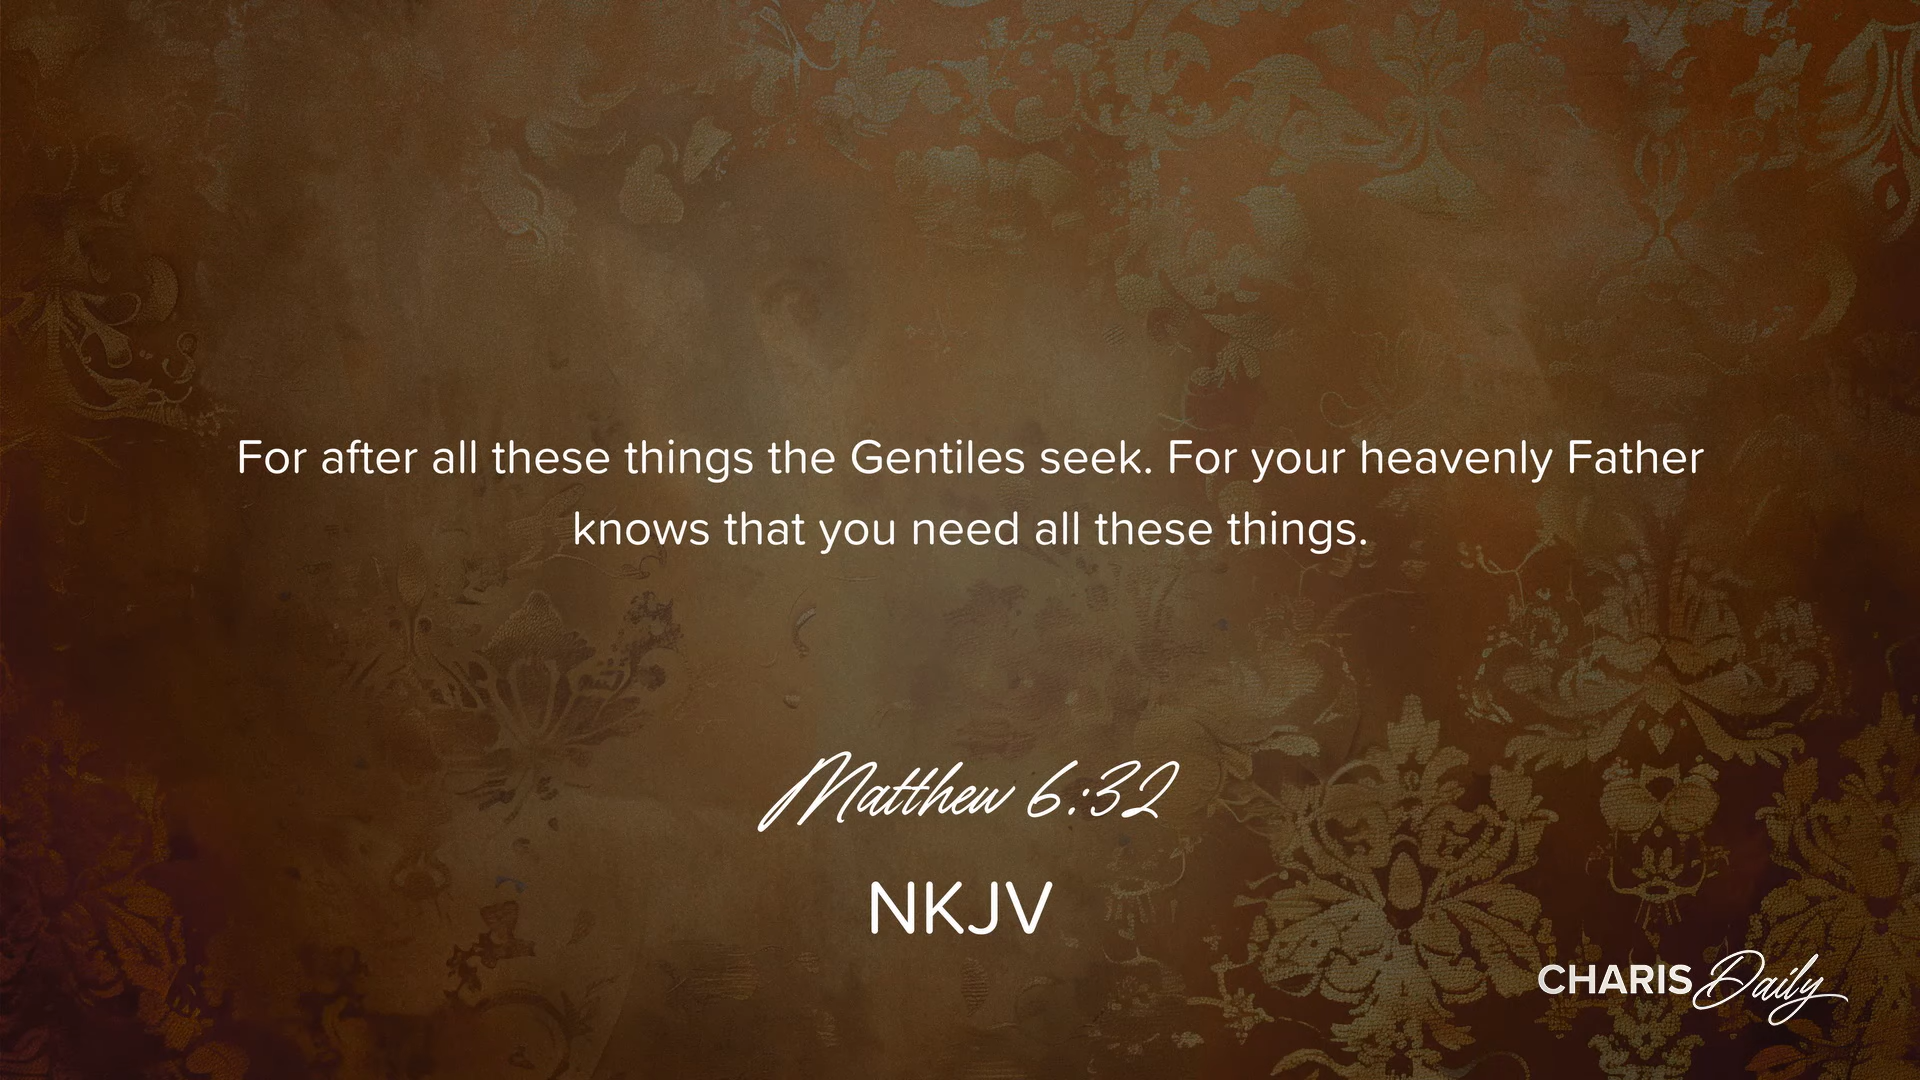 For after all these things the Gentiles seek. For your heavenly Father
knows that you need all these things.
Matthew 6:32
NKJV
CHARIS Daily